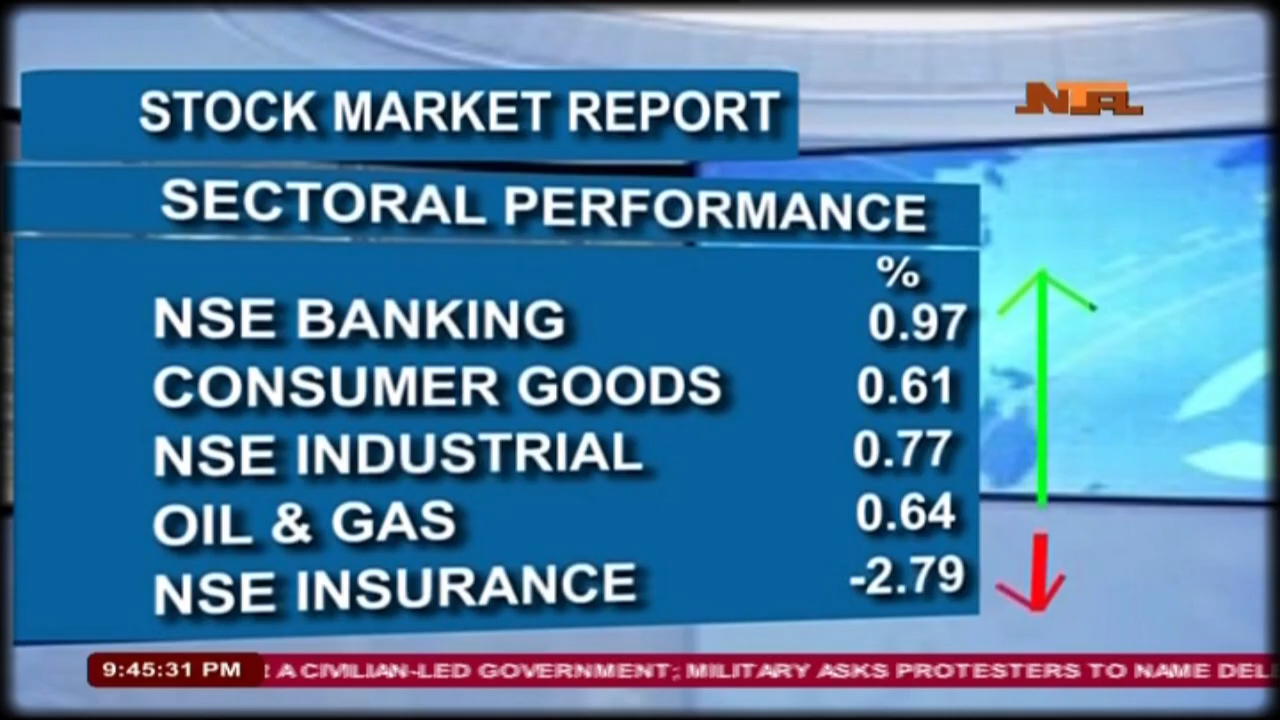 STOCK MARKET REPORT
NTA
SECTORAL PERFORMANCE
%
NSE BANKING 0.97
CONSUMER GOODS 0.61
NSE INDUSTRIAL 0.77
OIL & GAS 0.64
NSE INSURANCE -2.79
9:45:31 PM A CIVILIAN-LED GOVERNMENT; MILITARY ASKS PROTESTERS TO NAME